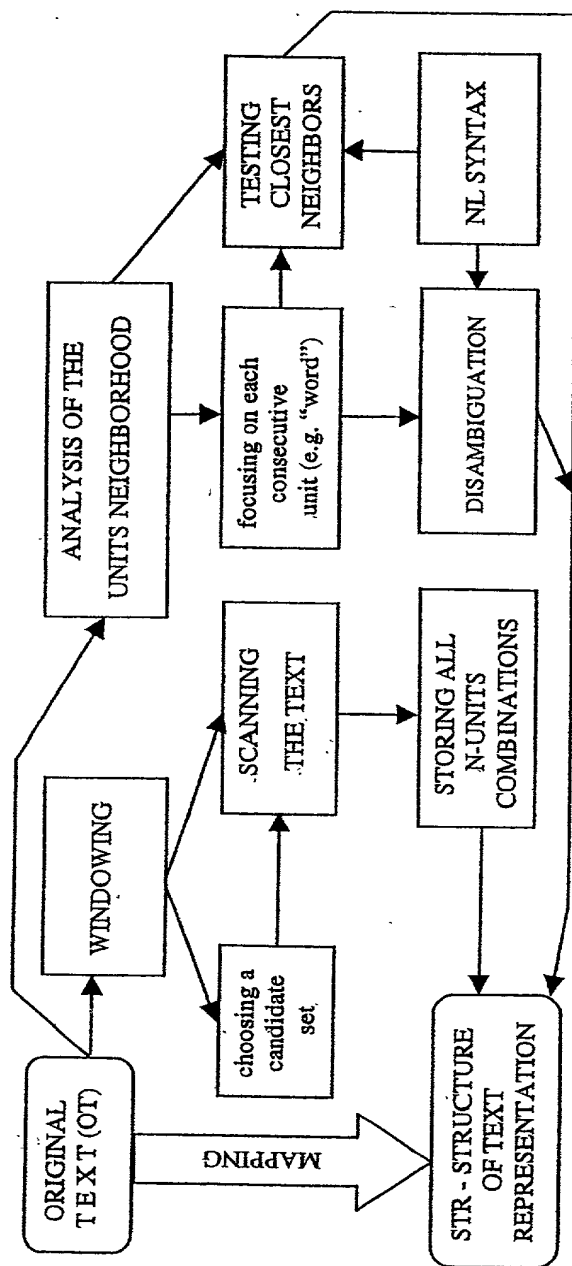 ORIGINAL
T E X T (OT)
MAPPING
STR - STRUCTURE
OF TEXT
REPRESENTATION
WINDOWING
choosing a
candidate
set
SCANNING
THE TEXT
STORING ALL
N-UNITS
COMBINATIONS
ANALYSIS OF THE
UNITS NEIGHBORHOOD
focusing on each
consecutive
unit (e.g. “word”)
DISAMBIGUATION
TESTING
CLOSEST
NEIGHBORS
NL SYNTAX